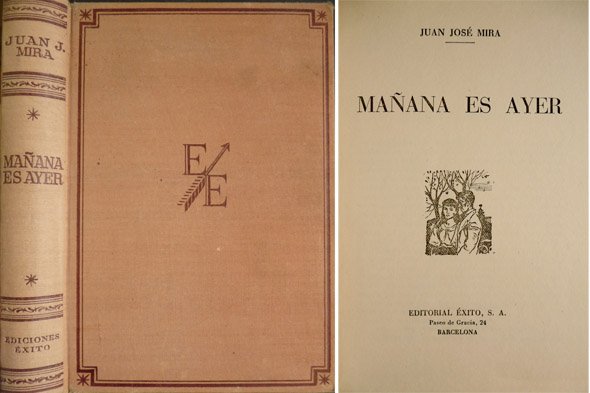 JUAN J.
MIRA
MAÑANA
ES AYER
EDICIONES
ÉXITO
E
E
JUAN JOSÉ MIRA
MAÑANA ES AYER
EDITORIAL ÉXITO, S. A.
Paseo de Gracia, 24
BARCELONA